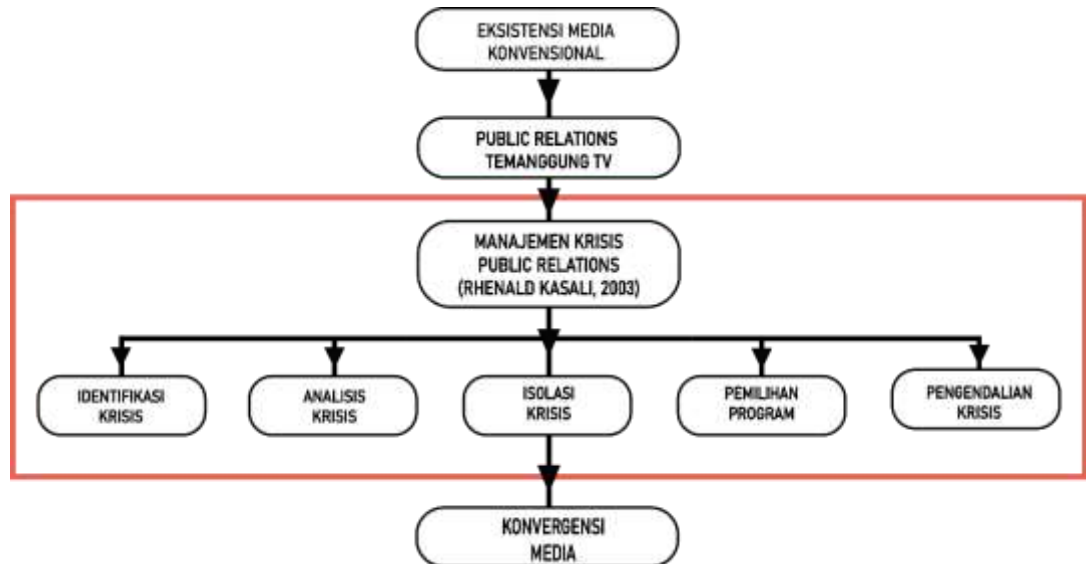 EKSISTENSI MEDIA
KONVENSIONAL
PUBLIC RELATIONS
TEMANGGUNG TV
MANAJEMEN KRISIS
PUBLIC RELATIONS
(RHENALD KASALI, 2003)
IDENTIFIKASI
KRISIS
ANALISIS
KRISIS
ISOLASI
KRISIS
PEMILIHAN
PROGRAM
PENGENDALIAN
KRISIS
KONVERGENSI
MEDIA